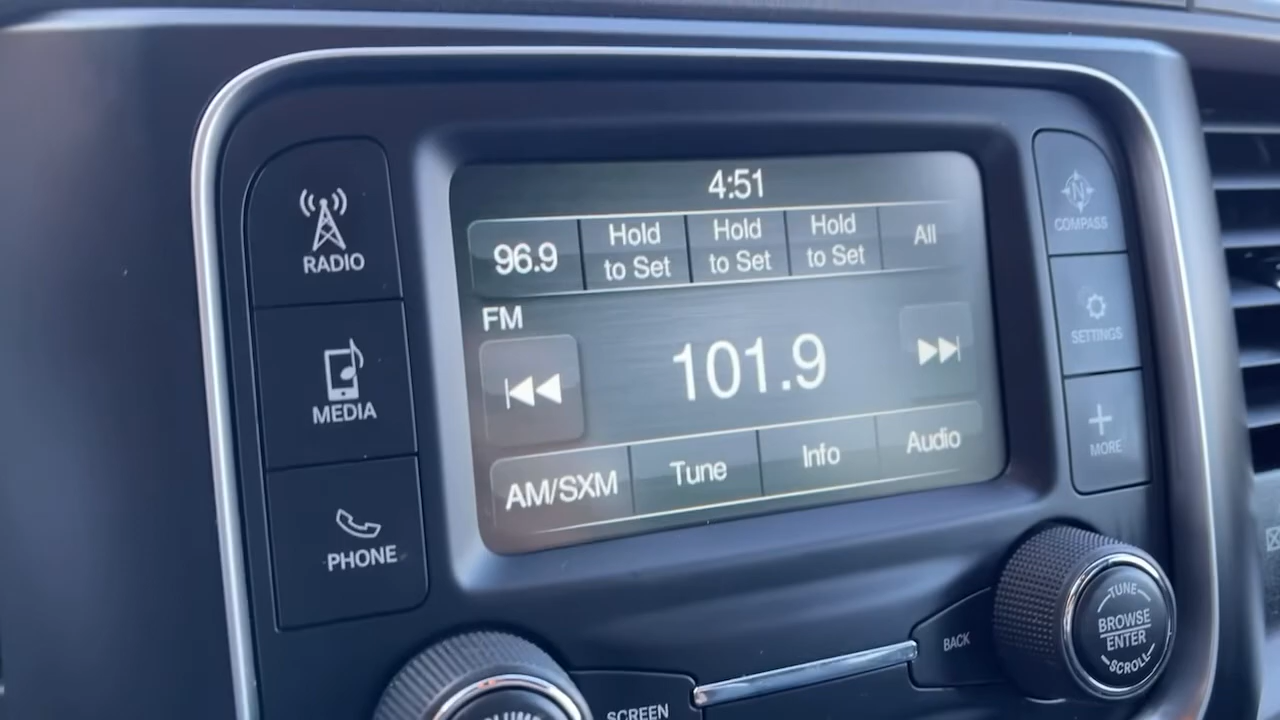 4:51
96.9
Hold
to Set
Hold
to Set
Hold
to Set
All
FM
101.9
AM/SXM
Tune
Info
Audio
RADIO
MEDIA
PHONE
N
COMPASS
SETTINGS
MORE
SCREEN
BACK
TUNE
BROWSE
ENTER
SCROLL